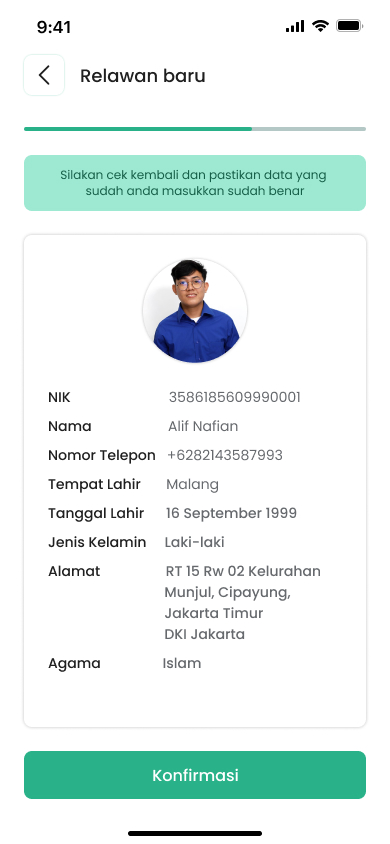 9:41
Relawan baru
Silakan cek kembali dan pastikan data yang
sudah anda masukkan sudah benar
NIK 3586185609990001
Nama Alif Nafian
Nomor Telepon +6282143587993
Tempat Lahir Malang
Tanggal Lahir 16 September 1999
Jenis Kelamin Laki-laki
Alamat RT 15 Rw 02 Kelurahan
Munjul, Cipayung,
Jakarta Timur
DKI Jakarta
Agama Islam
Konfirmasi